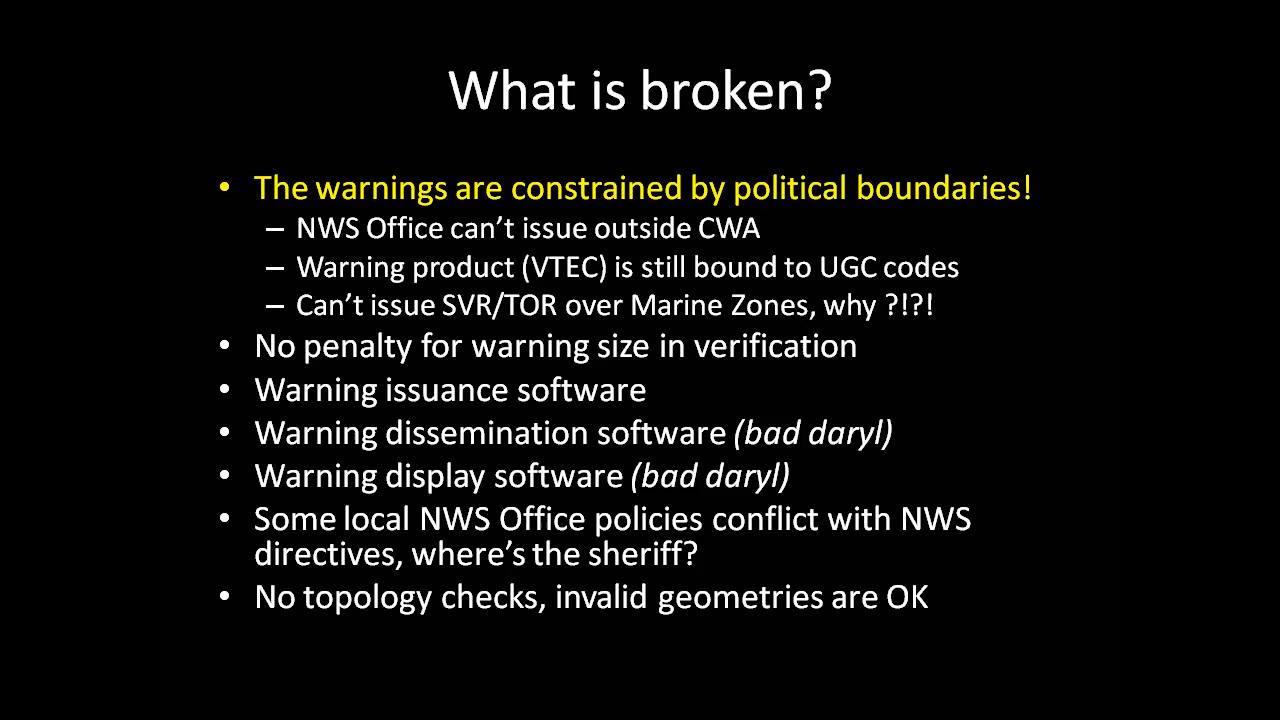 What is broken?
• The warnings are constrained by political boundaries!
– NWS Office can't issue outside CWA
– Warning product (VTEC) is still bound to UGC codes
– Can't issue SVR/TOR over Marine Zones, why ?!?!
• No penalty for warning size in verification
• Warning issuance software
• Warning dissemination software (bad daryl)
• Warning display software (bad daryl)
• Some local NWS Office policies conflict with NWS
directives, where's the sheriff?
• No topology checks, invalid geometries are OK